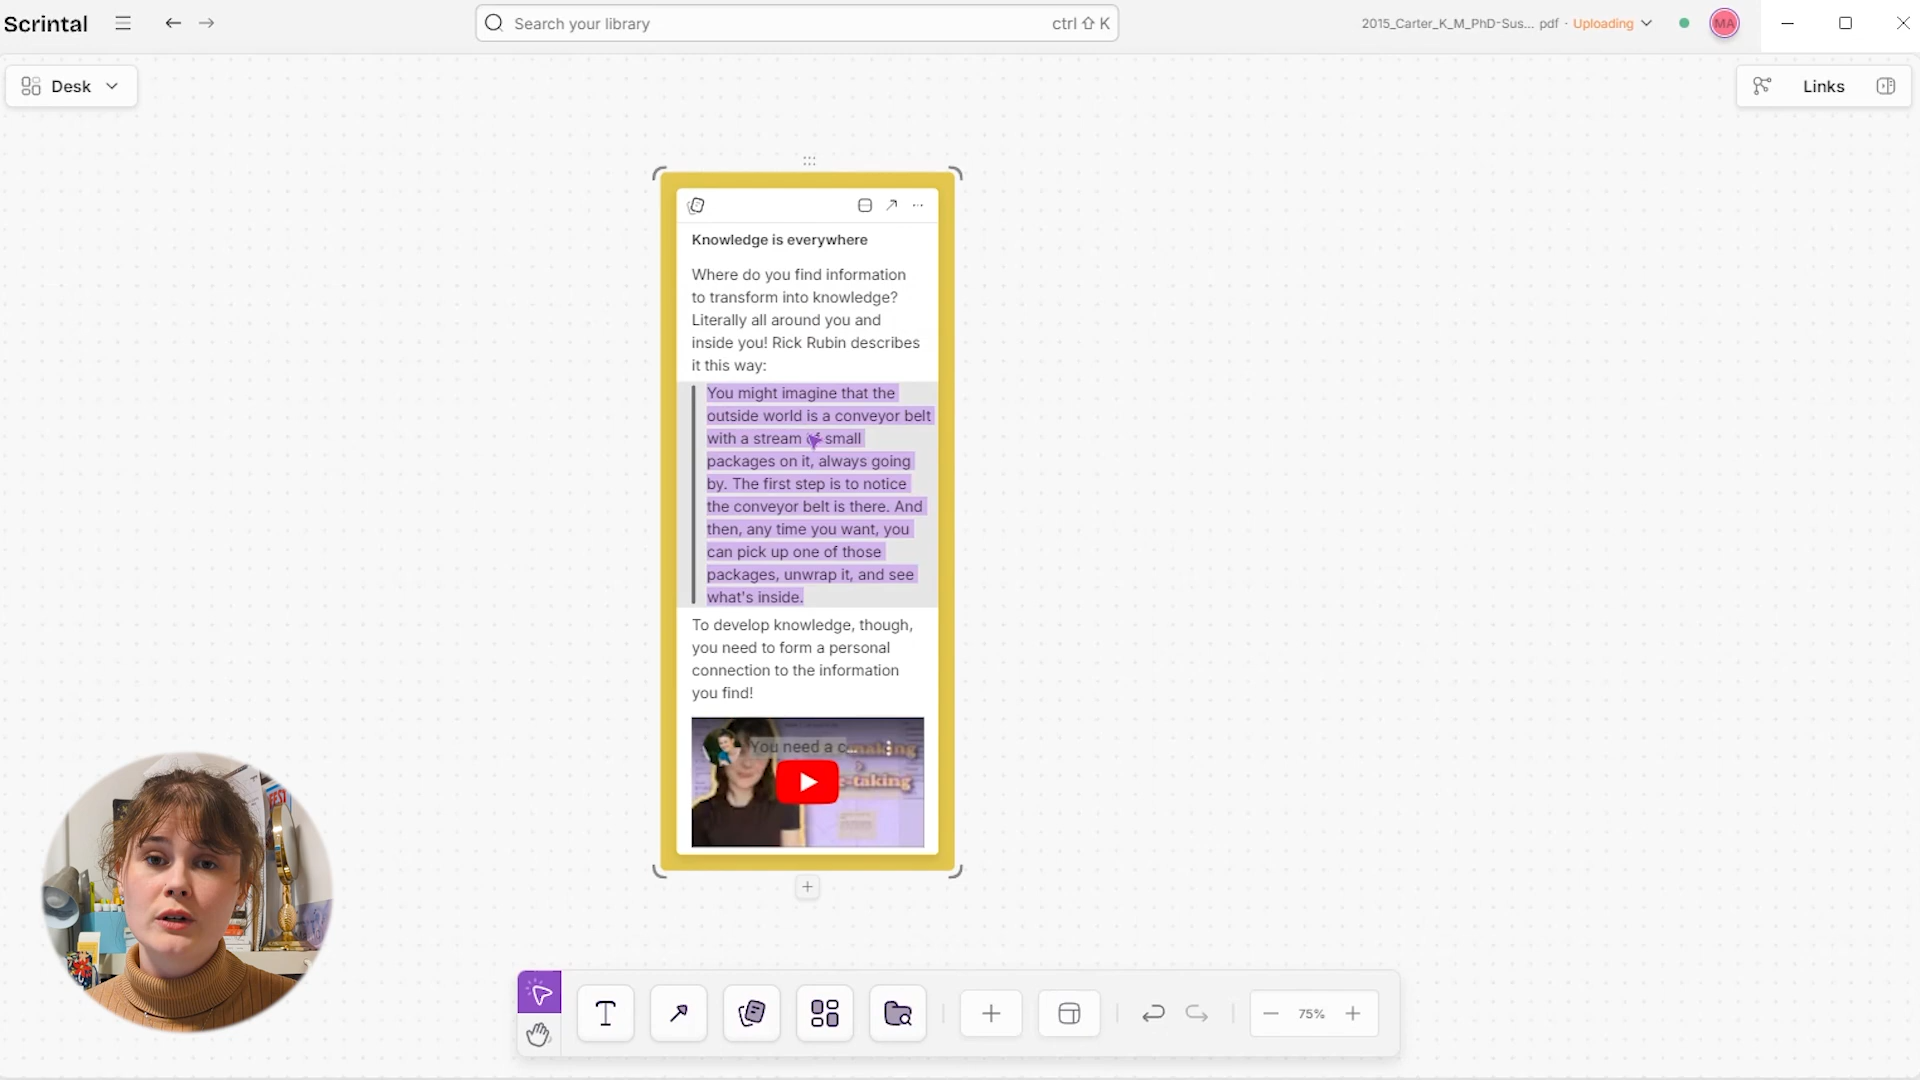 Scrintal
Search your library
ctrl ⇧ K
2015_Carter_K_M_PhD-Sus... pdf · Uploading
MA
Desk
Links
Knowledge is everywhere
Where do you find information
to transform into knowledge?
Literally all around you and
inside you! Rick Rubin describes
it this way:
You might imagine that the
outside world is a conveyor belt
with a stream of small
packages on it, always going
by. The first step is to notice
the conveyor belt is there. And
then, any time you want, you
can pick up one of those
packages, unwrap it, and see
what's inside.
To develop knowledge, though,
you need to form a personal
connection to the information
you find!
You need a c...
making
-taking
T
75%